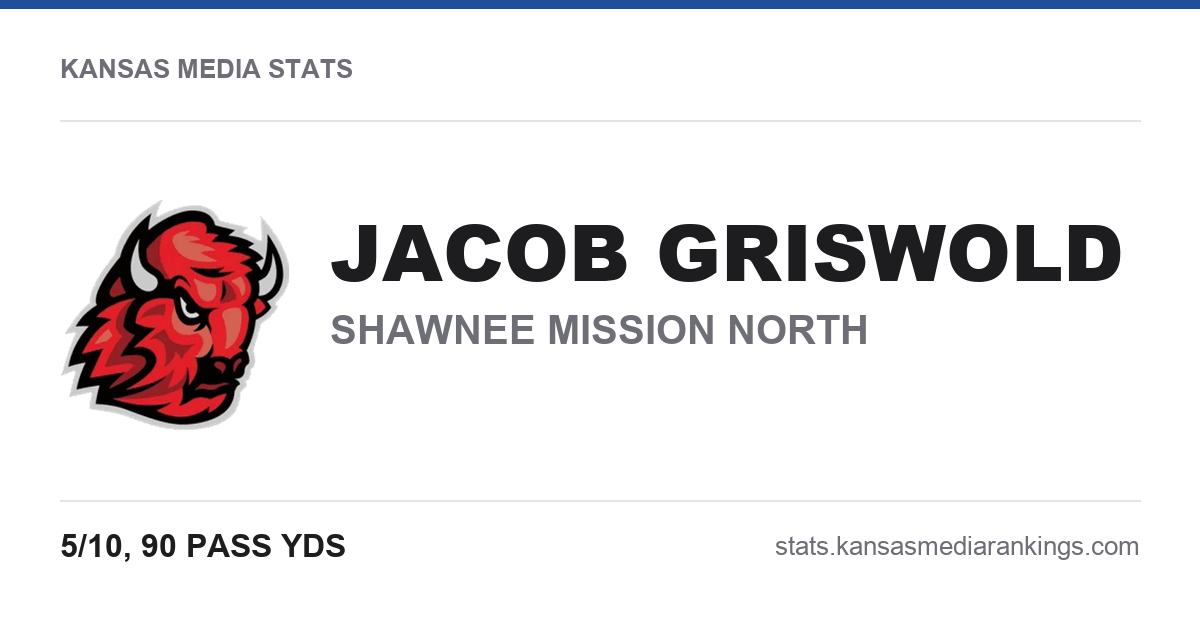 KANSAS MEDIA STATS
JACOB GRISWOLD
SHAWNEE MISSION NORTH
5/10, 90 PASS YDS
stats.kansasmediarankings.com